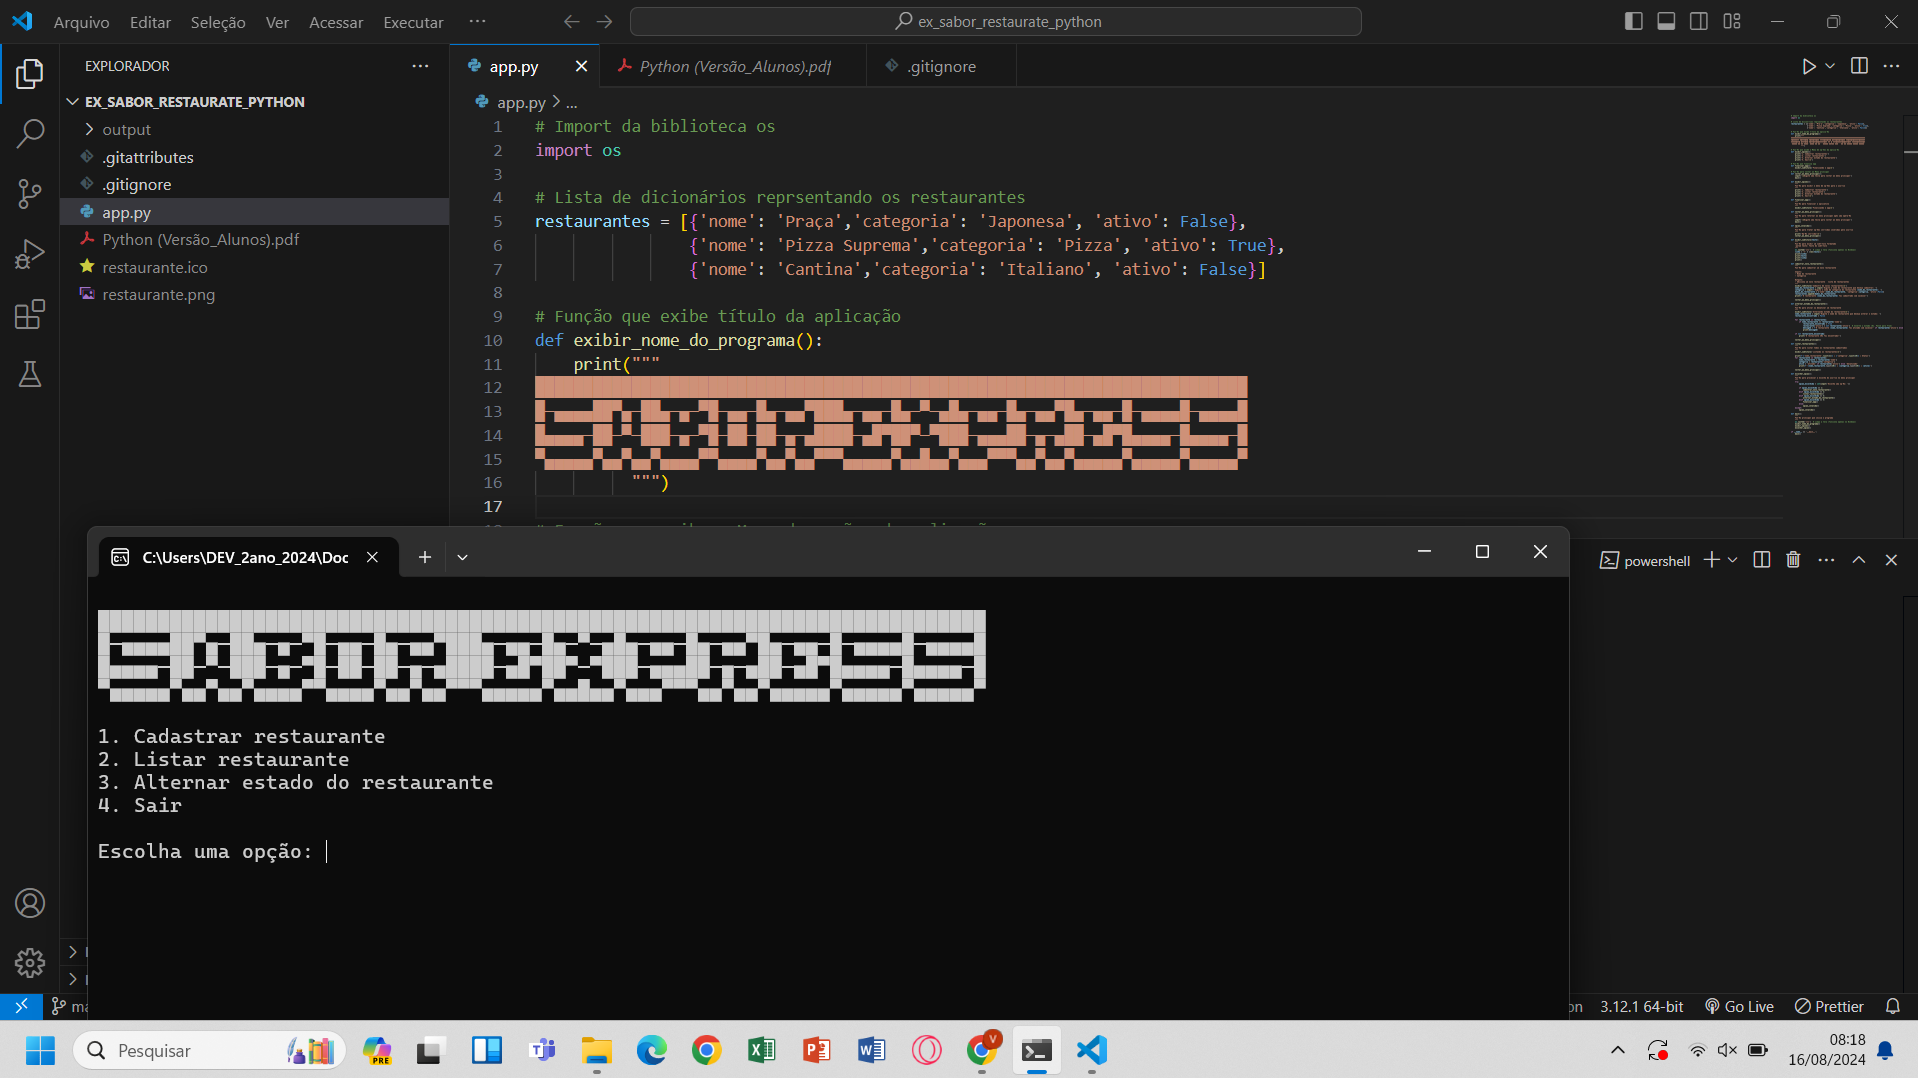 Arquivo Editar Seleção Ver Acessar Executar ···
ex_sabor_restaurate_python
EXPLORADOR
EX_SABOR_RESTAURATE_PYTHON
output
.gitattributes
.gitignore
app.py
Python (Versão_Alunos).pdf
restaurante.ico
restaurante.png
app.py
Python (Versão_Alunos).pdf
.gitignore
app.py > ...
1 # Import da biblioteca os
2 import os
3
4 # Lista de dicionários reprsentando os restaurantes
5 restaurantes = [{'nome': 'Praça','categoria': 'Japonesa', 'ativo': False},
6 {'nome': 'Pizza Suprema','categoria': 'Pizza', 'ativo': True},
7 {'nome': 'Cantina','categoria': 'Italiano', 'ativo': False}]
8
9 # Função que exibe título da aplicação
10 def exibir_nome_do_programa():
11 print("""
12
13
14
15
16 """)
17
C:\Users\DEV_2ano_2024\Doc
powershell
1. Cadastrar restaurante
2. Listar restaurante
3. Alternar estado do restaurante
4. Sair
Escolha uma opção:
3.12.1 64-bit Go Live Prettier
Pesquisar
PRE
V
08:18
16/08/2024